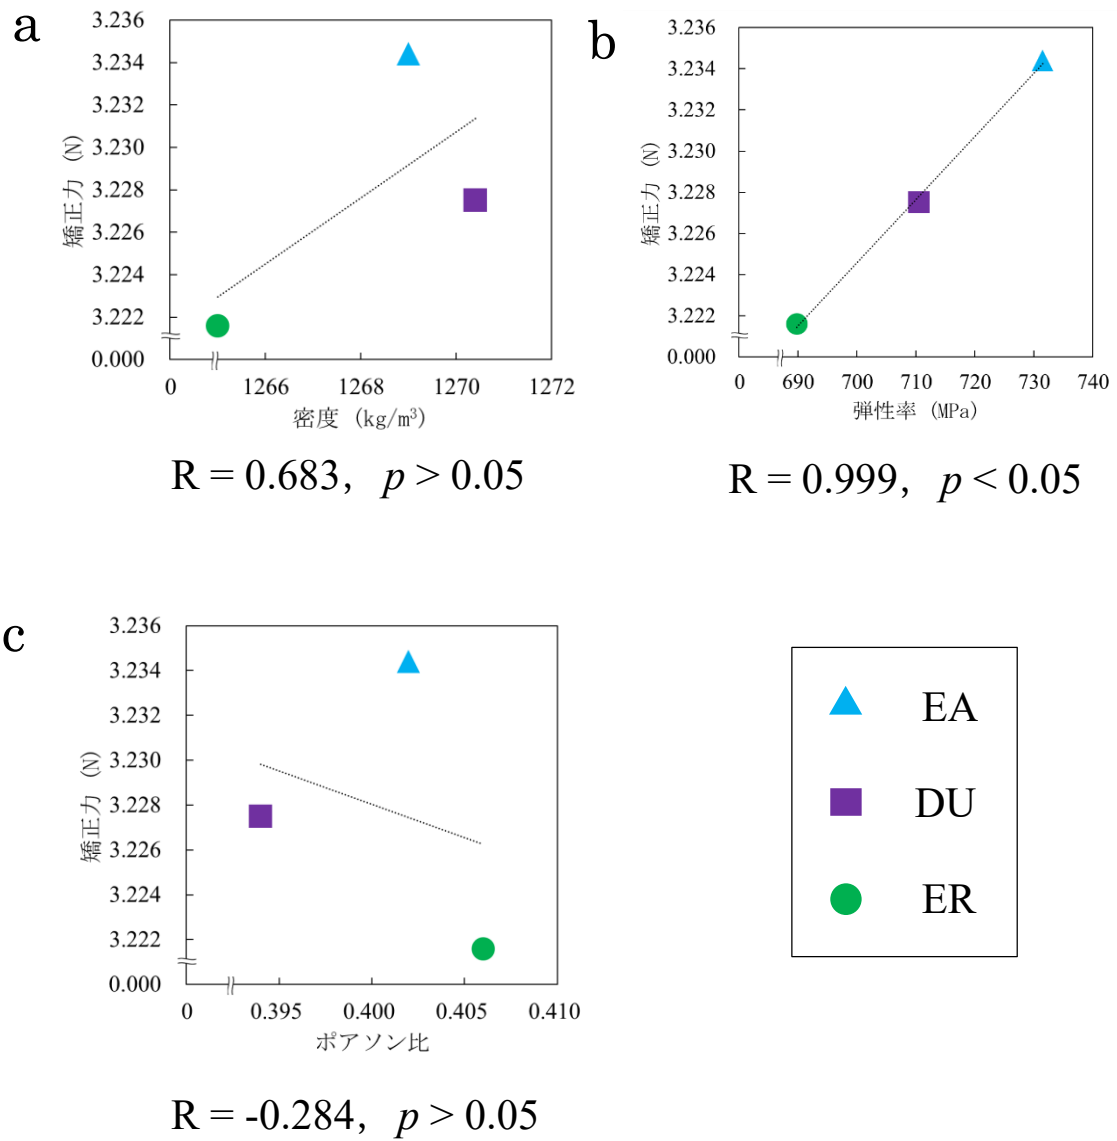 a
3.236
3.234
3.232
3.230
3.228
3.226
3.224
3.222
0.000
矯正力 (N)
0 1266 1268 1270 1272
密度 (kg/m³)
R = 0.683, p > 0.05
b
3.236
3.234
3.232
3.230
3.228
3.226
3.224
3.222
0.000
矯正力 (N)
0 690 700 710 720 730 740
弾性率 (MPa)
R = 0.999, p < 0.05
c
3.236
3.234
3.232
3.230
3.228
3.226
3.224
3.222
0.000
矯正力 (N)
0 0.395 0.400 0.405 0.410
ポアソン比
R = -0.284, p > 0.05
EA
DU
ER